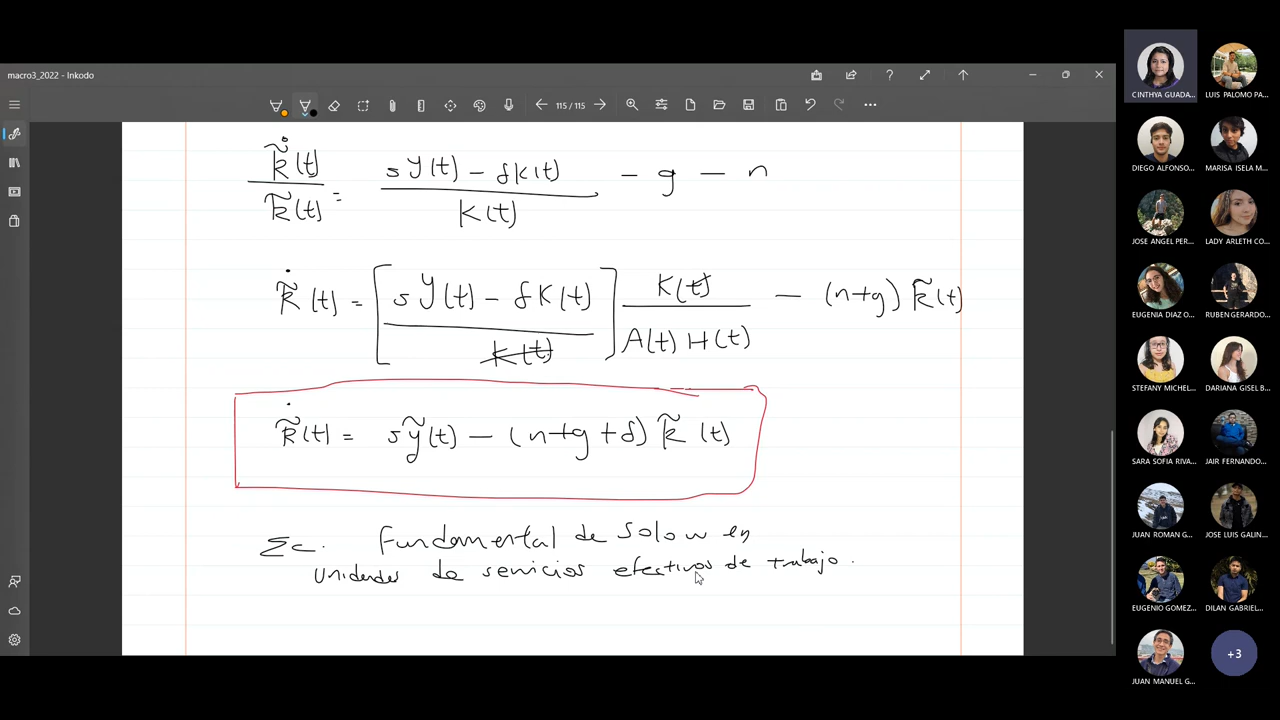 macro3_2022 - Inkodo
115 / 115
k̃̇(t)/k̃(t) = (sY(t) - δK(t))/K(t) - g - n
k̃̇(t) = [(sY(t) - δK(t))/K(t)] K(t)/(A(t)H(t)) - (n+g) k̃(t)
k̃̇(t) = sỹ(t) - (n+g+δ) k̃(t)
Ec. Fundamental de Solow en
unidades de servicios efectivos de trabajo.
CINTHYA GUADA...
LUIS PALOMO PA...
DIEGO ALFONSO...
MARISA ISELA M...
JOSE ANGEL PER...
LADY ARLETH CO...
EUGENIA DIAZ O...
RUBEN GERARDO...
STEFANY MICHEL...
DARIANA GISEL B...
SARA SOFIA RIVA...
JAIR FERNANDO...
JUAN ROMAN G...
JOSE LUIS GALIN...
EUGENIO GOMEZ...
DILAN GABRIEL...
JUAN MANUEL G...
+3